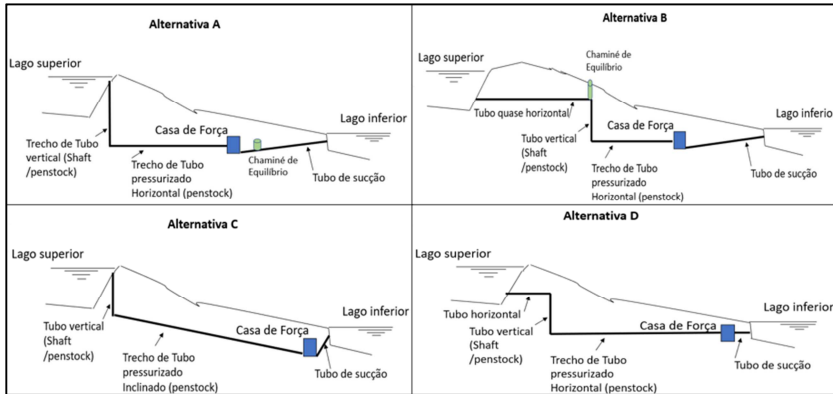 Alternativa A
Lago superior
Lago inferior
Casa de Força
Trecho de Tubo
vertical (Shaft
/penstock)
Trecho de Tubo
pressurizado
Horizontal (penstock)
Chaminé de
Equilíbrio
Tubo de sucção
Alternativa B
Lago superior
Chaminé de
Equilíbrio
Tubo quase horizontal
Lago inferior
Tubo vertical
(Shaft
/penstock)
Casa de Força
Trecho de Tubo
pressurizado
Horizontal (penstock)
Tubo de sucção
Alternativa C
Lago superior
Lago inferior
Tubo vertical
(Shaft
/penstock)
Casa de Força
Trecho de Tubo
pressurizado
Inclinado (penstock)
Tubo de sucção
Alternativa D
Lago superior
Lago inferior
Tubo horizontal
Tubo vertical
(Shaft
/penstock)
Casa de Força
Trecho de Tubo
pressurizado
Horizontal (penstock)
Tubo de sucção